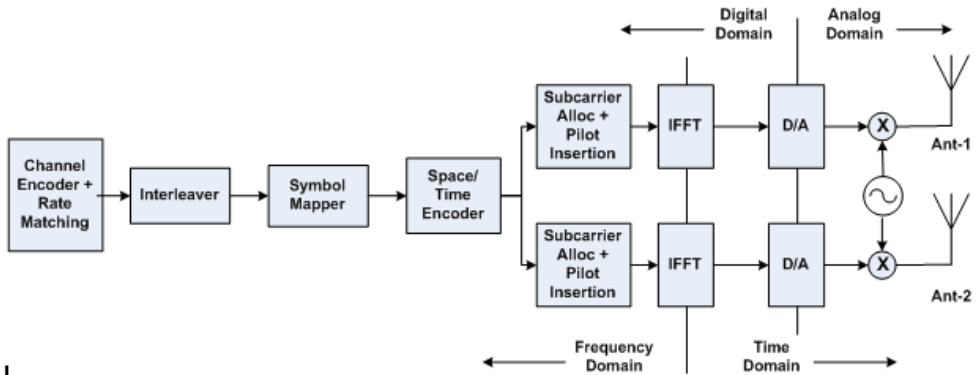 Digital
Domain
Analog
Domain
Channel
Encoder +
Rate
Matching
Interleaver
Symbol
Mapper
Space/
Time
Encoder
Subcarrier
Alloc +
Pilot
Insertion
IFFT
D/A
X
Ant-1
Subcarrier
Alloc +
Pilot
Insertion
IFFT
D/A
X
Ant-2
Frequency
Domain
Time
Domain